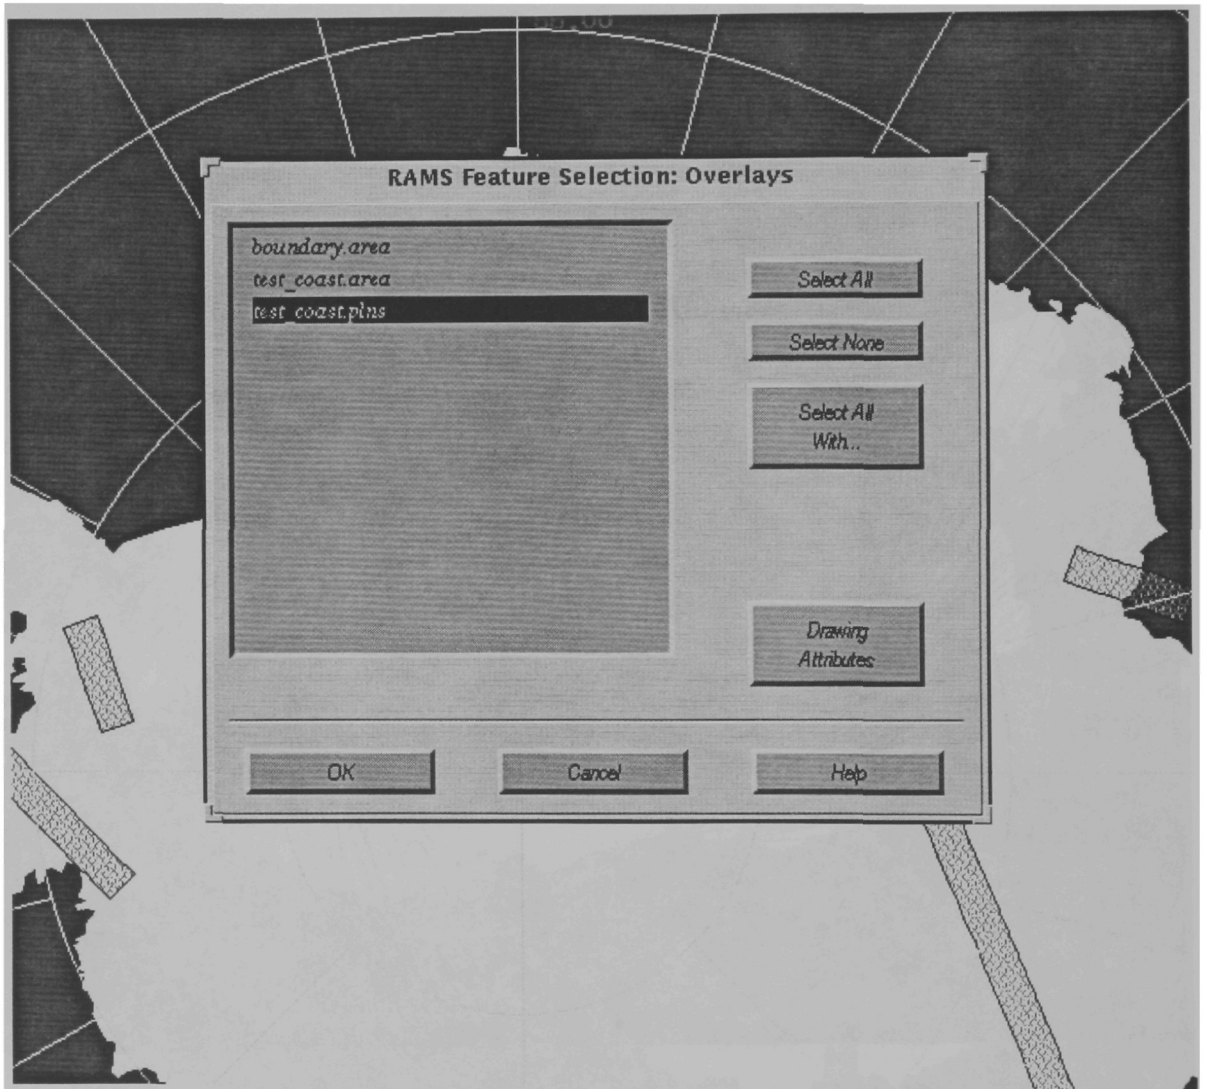 RAMS Feature Selection: Overlays
boundary.area
test_coast.area
test_coast.plns
Select All
Select None
Select All
With...
Drawing
Attributes
OK
Cancel
Help